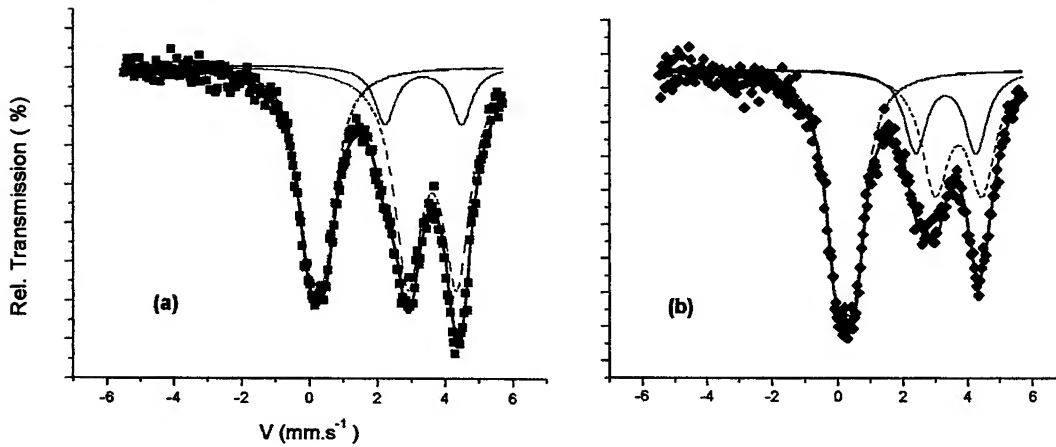 Rel. Transmission ( %)
(a)
-6 -4 -2 0 2 4 6
V (mm.s⁻¹)
(b)
-6 -4 -2 0 2 4 6